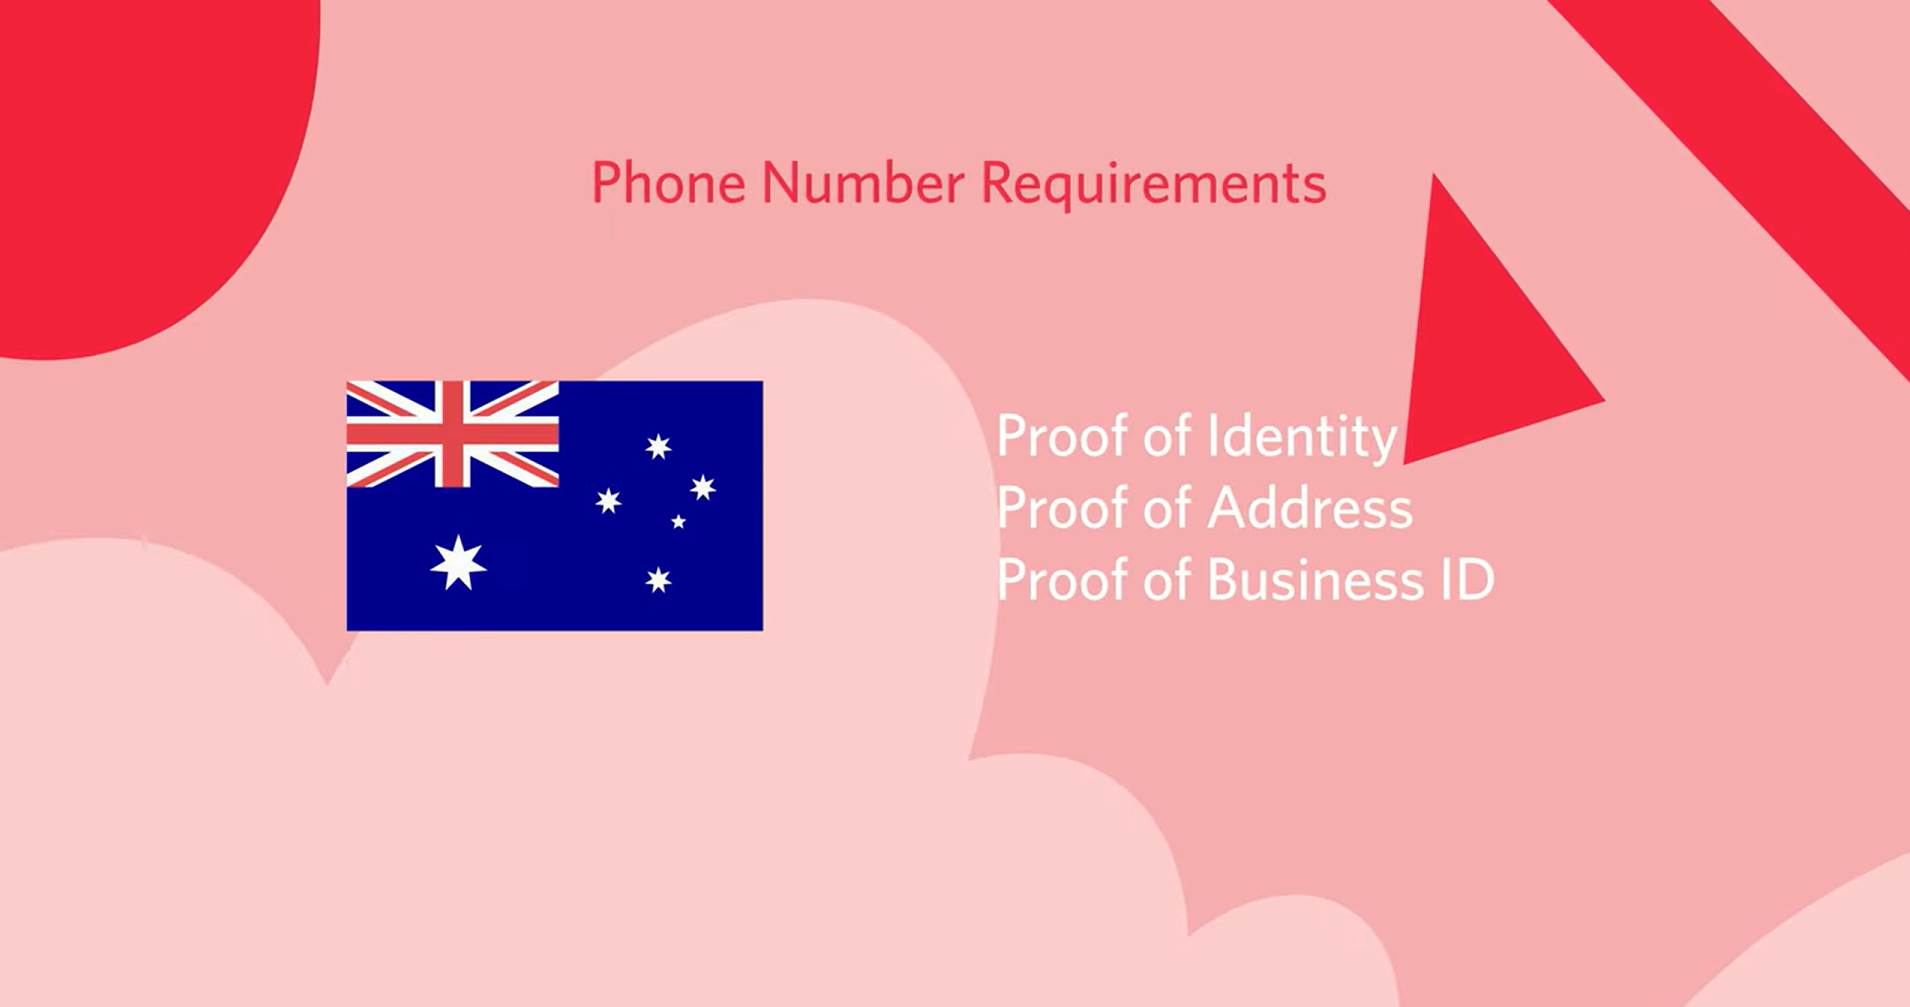 Phone Number Requirements
Proof of Identity
Proof of Address
Proof of Business ID